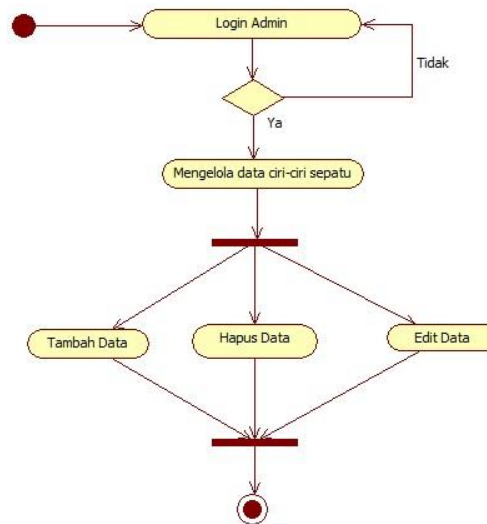 Login Admin
Tidak
Ya
Mengelola data ciri-ciri sepatu
Tambah Data
Hapus Data
Edit Data